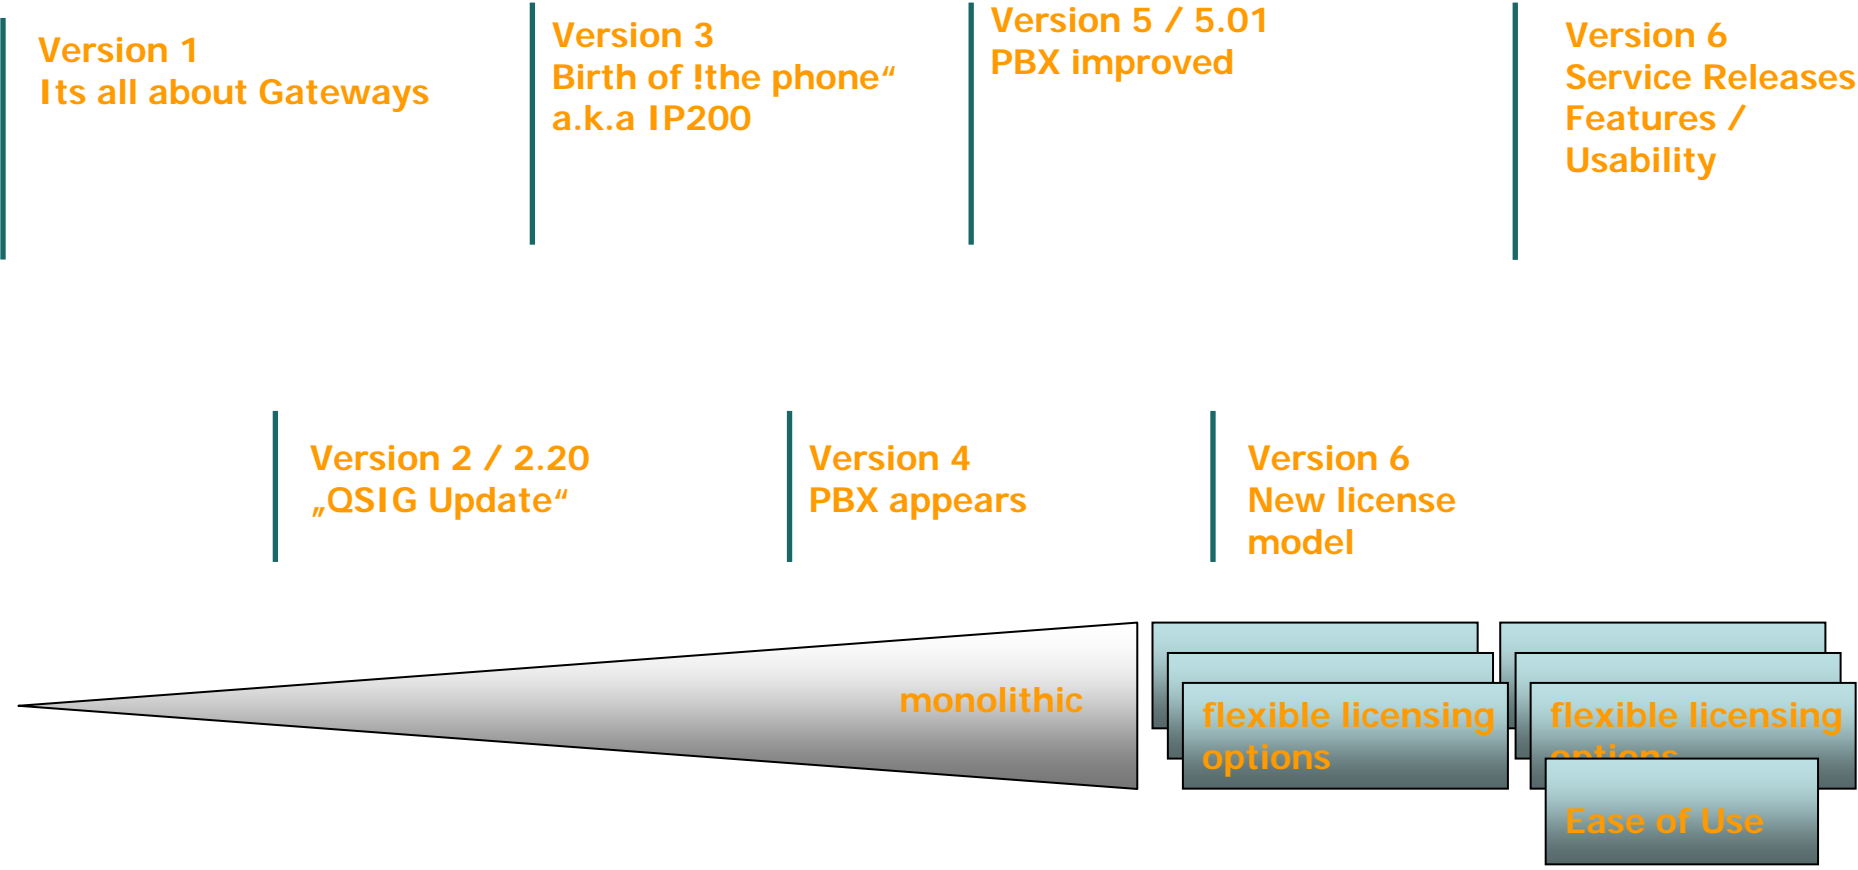 Version 1
Its all about Gateways
Version 3
Birth of !the phone“
a.k.a IP200
Version 5 / 5.01
PBX improved
Version 6
Service Releases
Features /
Usability
Version 2 / 2.20
„QSIG Update“
Version 4
PBX appears
Version 6
New license
model
monolithic
flexible licensing
options
flexible licensing
options
Ease of Use